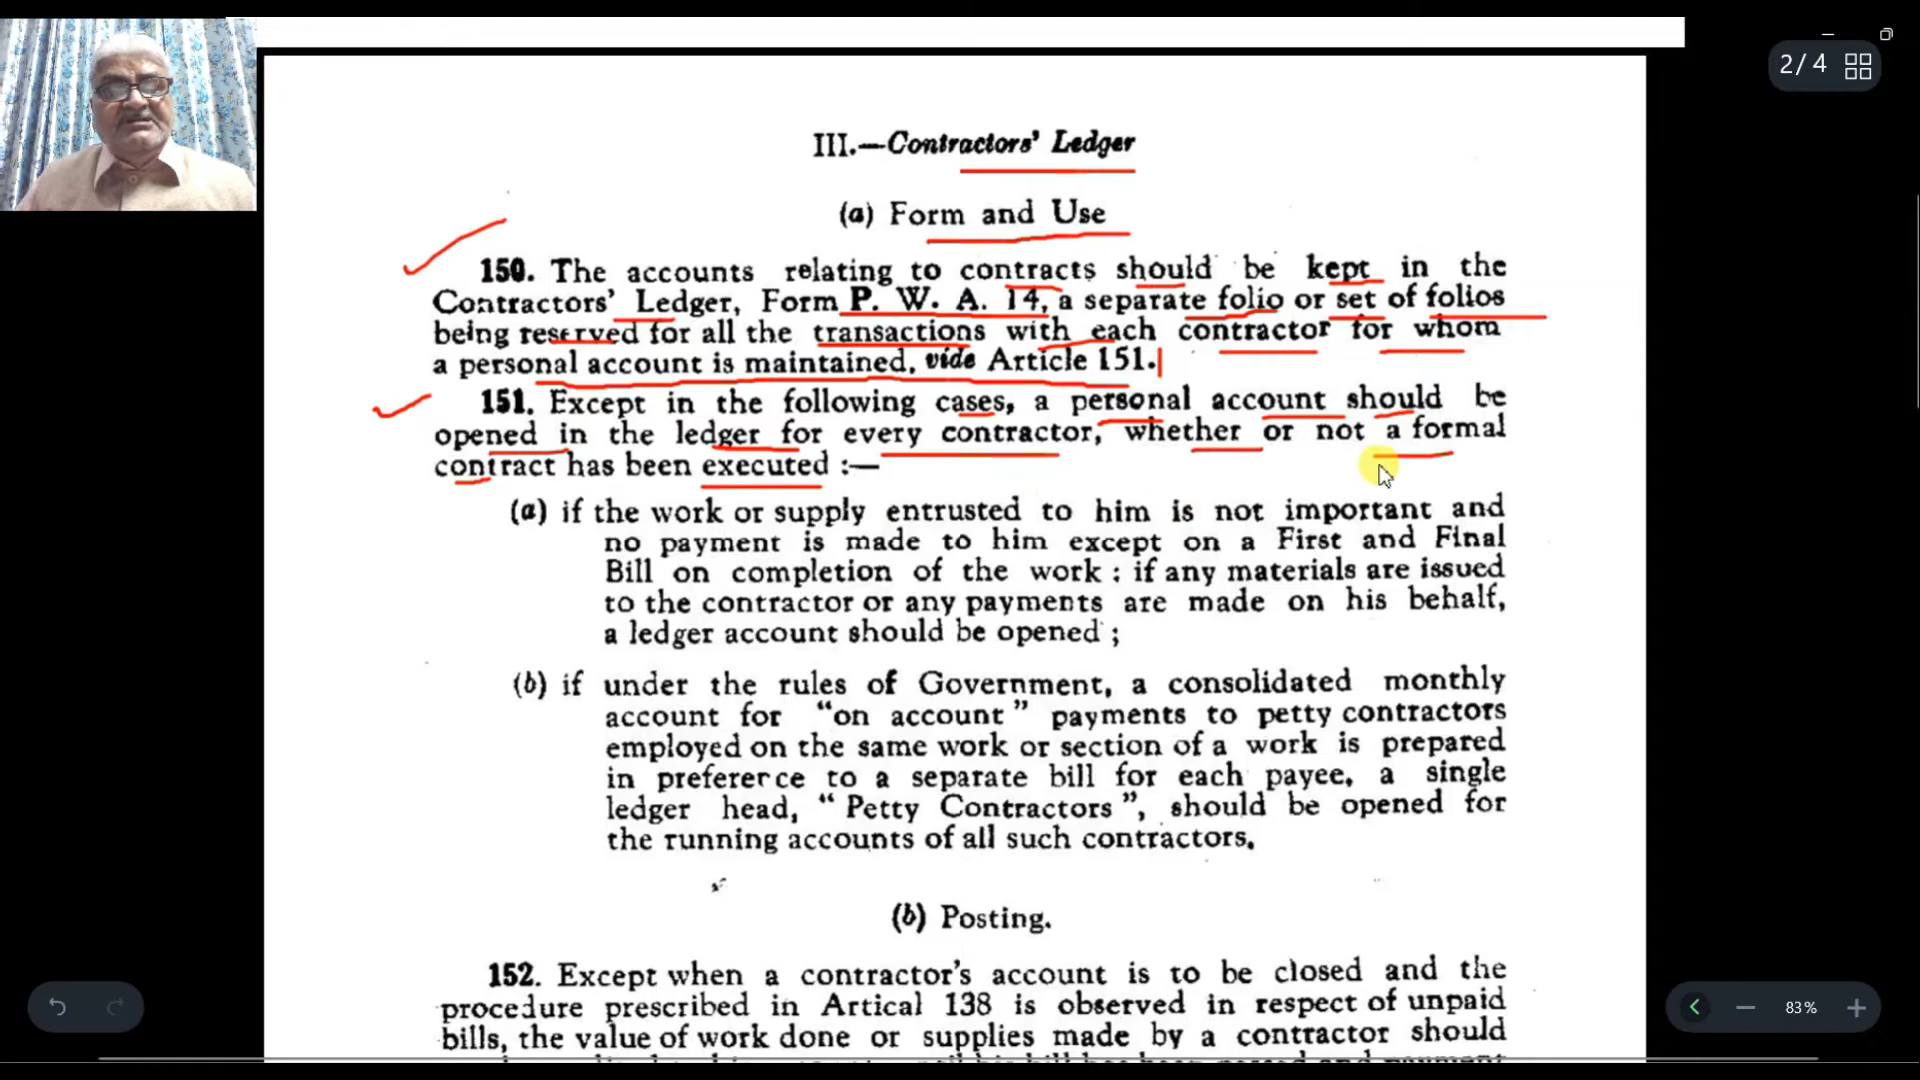 2/ 4
III.—Contractors' Ledger
(a) Form and Use
150. The accounts relating to contracts should be kept in the
Contractors' Ledger, Form P. W. A. 14, a separate folio or set of folios
being reserved for all the transactions with each contractor for whom
a personal account is maintained, vide Article 151.
151. Except in the following cases, a personal account should be
opened in the ledger for every contractor, whether or not a formal
contract has been executed :—
(a) if the work or supply entrusted to him is not important and
no payment is made to him except on a First and Final
Bill on completion of the work : if any materials are issued
to the contractor or any payments are made on his behalf,
a ledger account should be opened ;
(b) if under the rules of Government, a consolidated monthly
account for "on account" payments to petty contractors
employed on the same work or section of a work is prepared
in preference to a separate bill for each payee, a single
ledger head, "Petty Contractors", should be opened for
the running accounts of all such contractors.
(b) Posting.
152. Except when a contractor's account is to be closed and the
procedure prescribed in Artical 138 is observed in respect of unpaid
bills, the value of work done or supplies made by a contractor should
83%